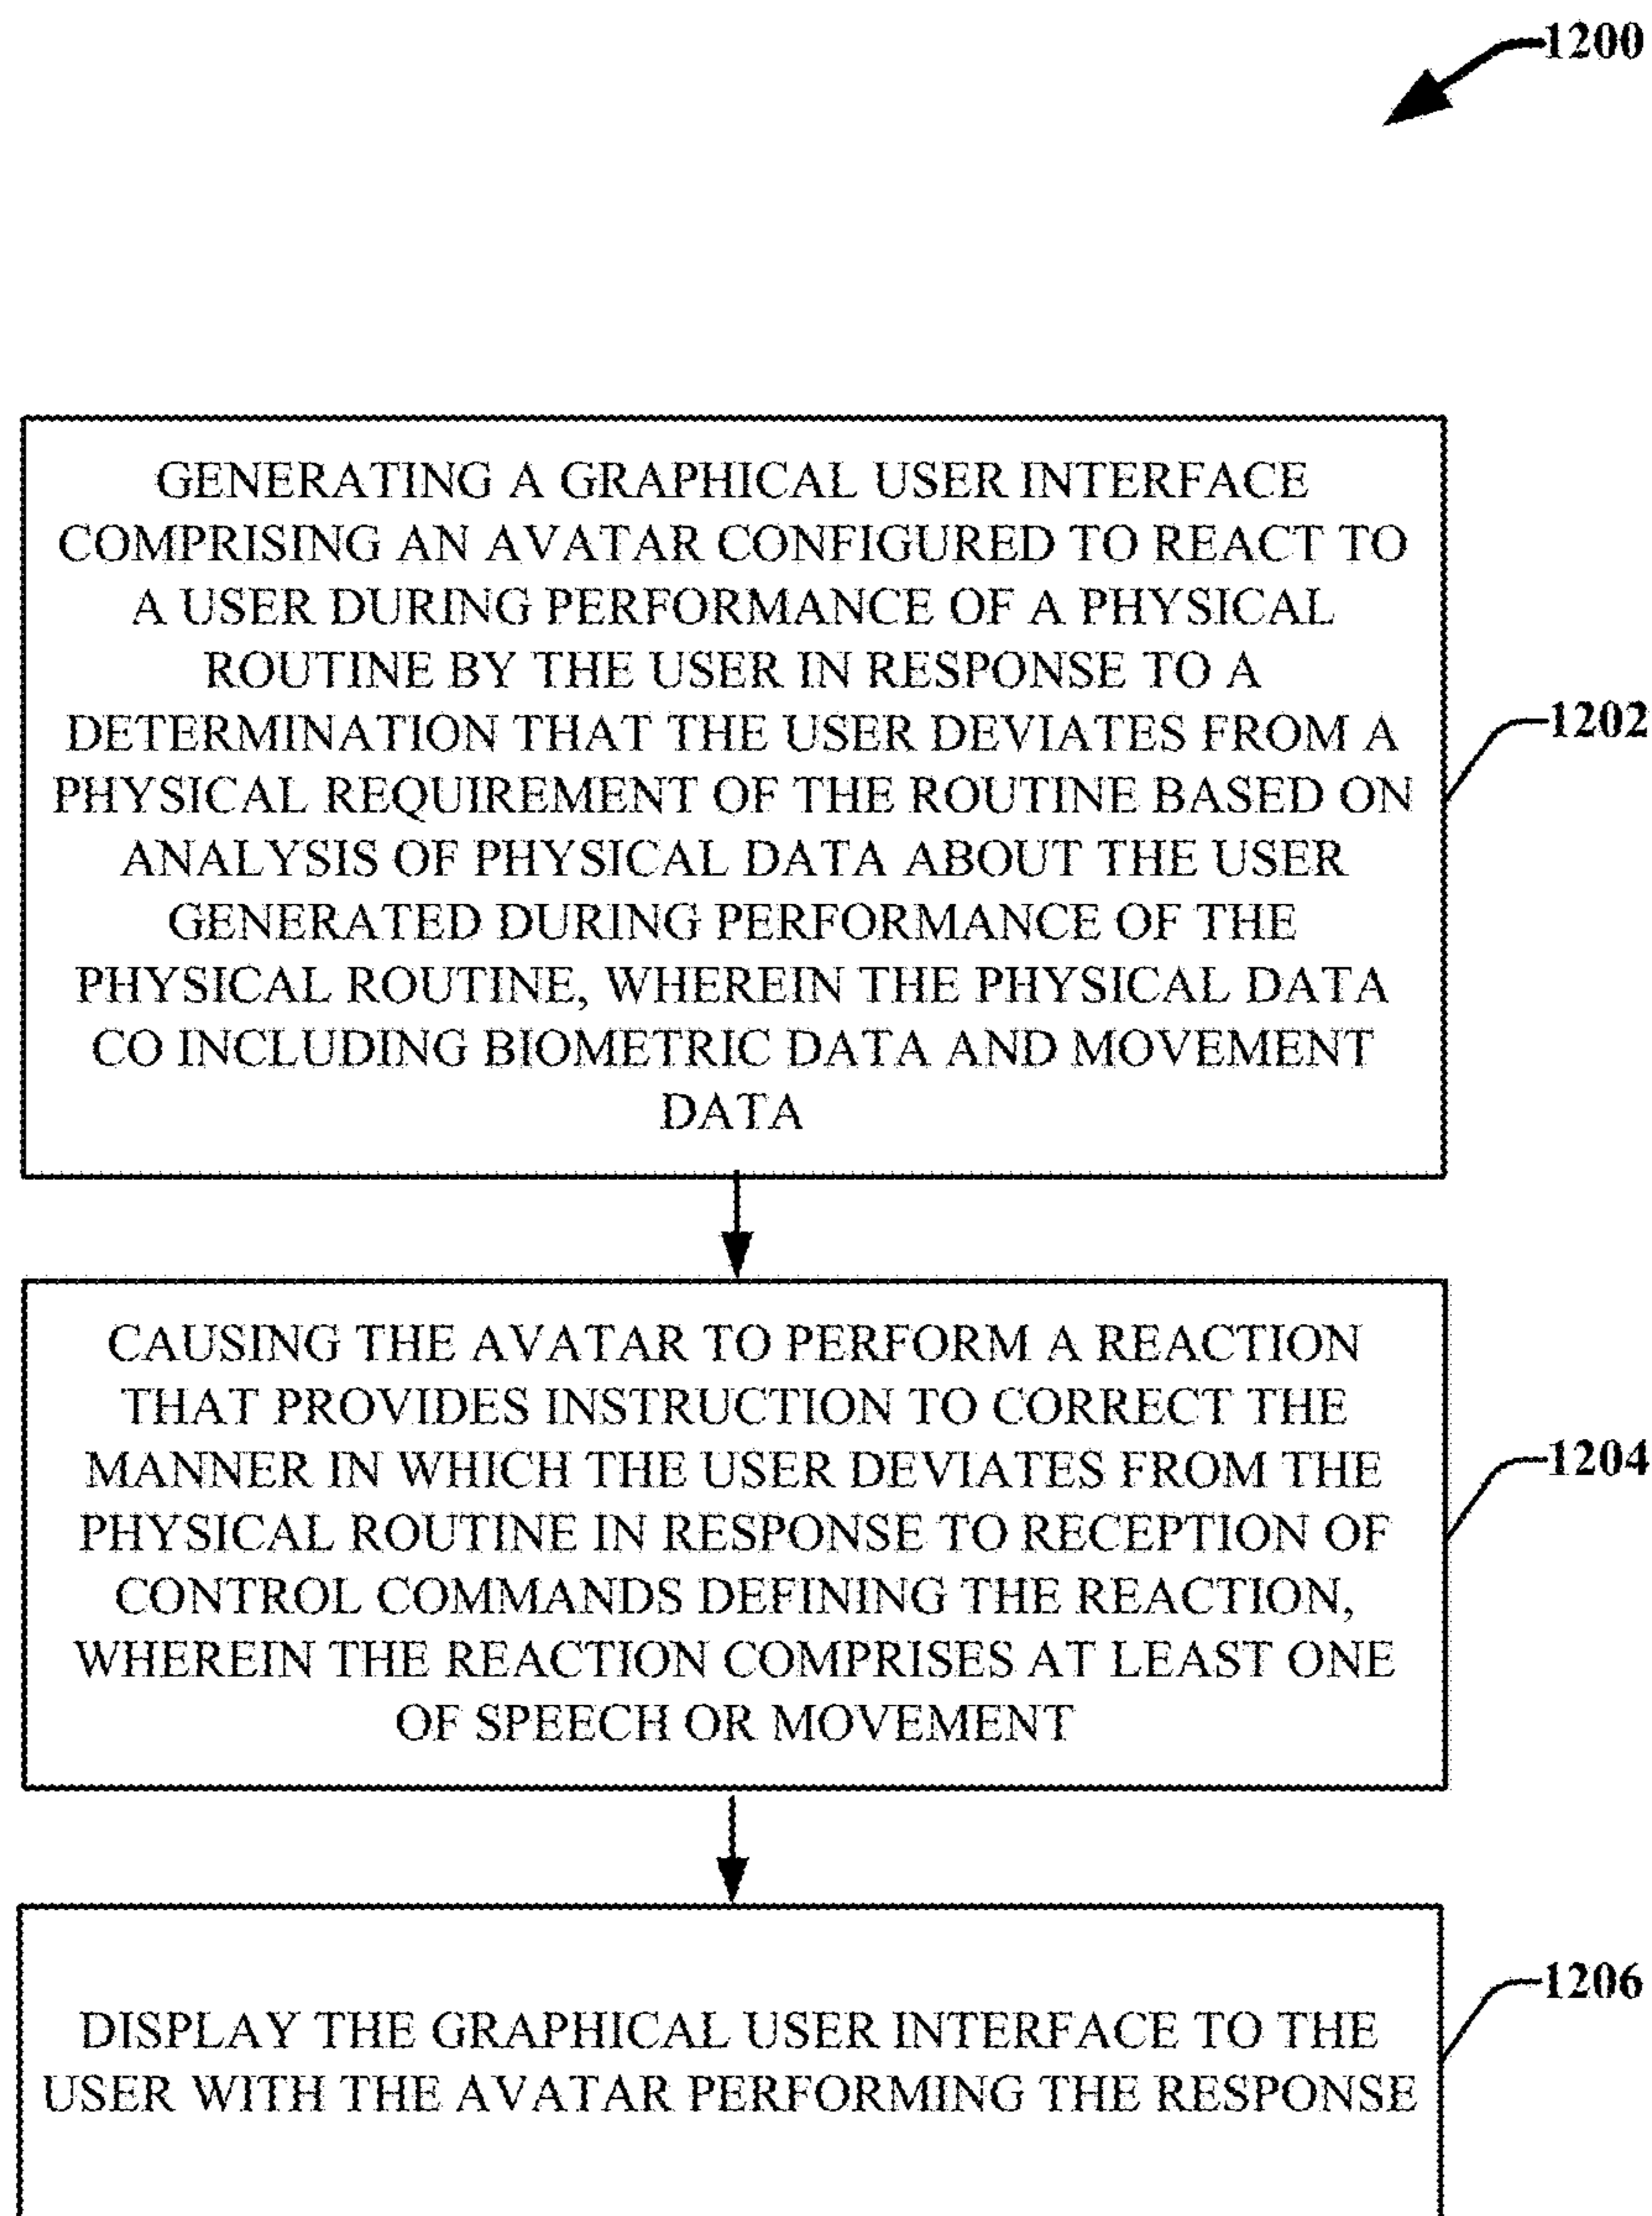 1200
GENERATING A GRAPHICAL USER INTERFACE
COMPRISING AN AVATAR CONFIGURED TO REACT TO
A USER DURING PERFORMANCE OF A PHYSICAL
ROUTINE BY THE USER IN RESPONSE TO A
DETERMINATION THAT THE USER DEVIATES FROM A
PHYSICAL REQUIREMENT OF THE ROUTINE BASED ON
ANALYSIS OF PHYSICAL DATA ABOUT THE USER
GENERATED DURING PERFORMANCE OF THE
PHYSICAL ROUTINE, WHEREIN THE PHYSICAL DATA
CO INCLUDING BIOMETRIC DATA AND MOVEMENT
DATA
1202
CAUSING THE AVATAR TO PERFORM A REACTION
THAT PROVIDES INSTRUCTION TO CORRECT THE
MANNER IN WHICH THE USER DEVIATES FROM THE
PHYSICAL ROUTINE IN RESPONSE TO RECEPTION OF
CONTROL COMMANDS DEFINING THE REACTION,
WHEREIN THE REACTION COMPRISES AT LEAST ONE
OF SPEECH OR MOVEMENT
1204
DISPLAY THE GRAPHICAL USER INTERFACE TO THE
USER WITH THE AVATAR PERFORMING THE RESPONSE
1206